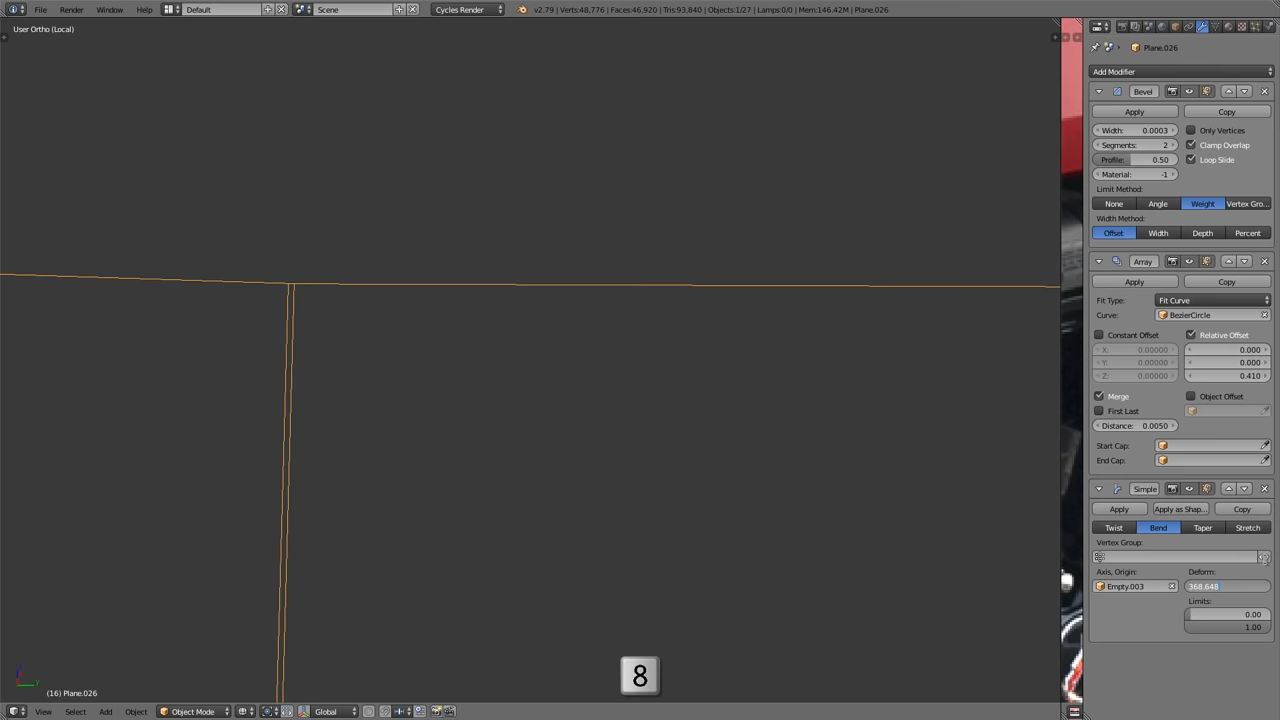 File Render Window Help Default Scene Cycles Render v2.79 | Verts:48,776 | Faces:46,920 | Tris:93,840 | Objects:1/27 | Lamps:0/0 | Mem:146.42M | Plane.026
User Ortho (Local)
Plane.026
Add Modifier
Bevel
Apply Copy
Width: 0.0003 Only Vertices
Segments: 2 Clamp Overlap
Profile: 0.50 Loop Slide
Material: -1
Limit Method:
None Angle Weight Vertex Gro...
Width Method:
Offset Width Depth Percent
Array
Apply Copy
Fit Type: Fit Curve
Curve: BezierCircle
Constant Offset Relative Offset
X: 0.00000 0.000
Y: 0.00000 0.000
Z: 0.00000 0.410
Merge Object Offset
First Last
Distance: 0.0050
Start Cap:
End Cap:
Simple
Apply Apply as Shap... Copy
Twist Bend Taper Stretch
Vertex Group:
Axis, Origin: Deform:
Empty.003 368.648
Limits:
0.00
1.00
8
(16) Plane.026
View Select Add Object Object Mode Global